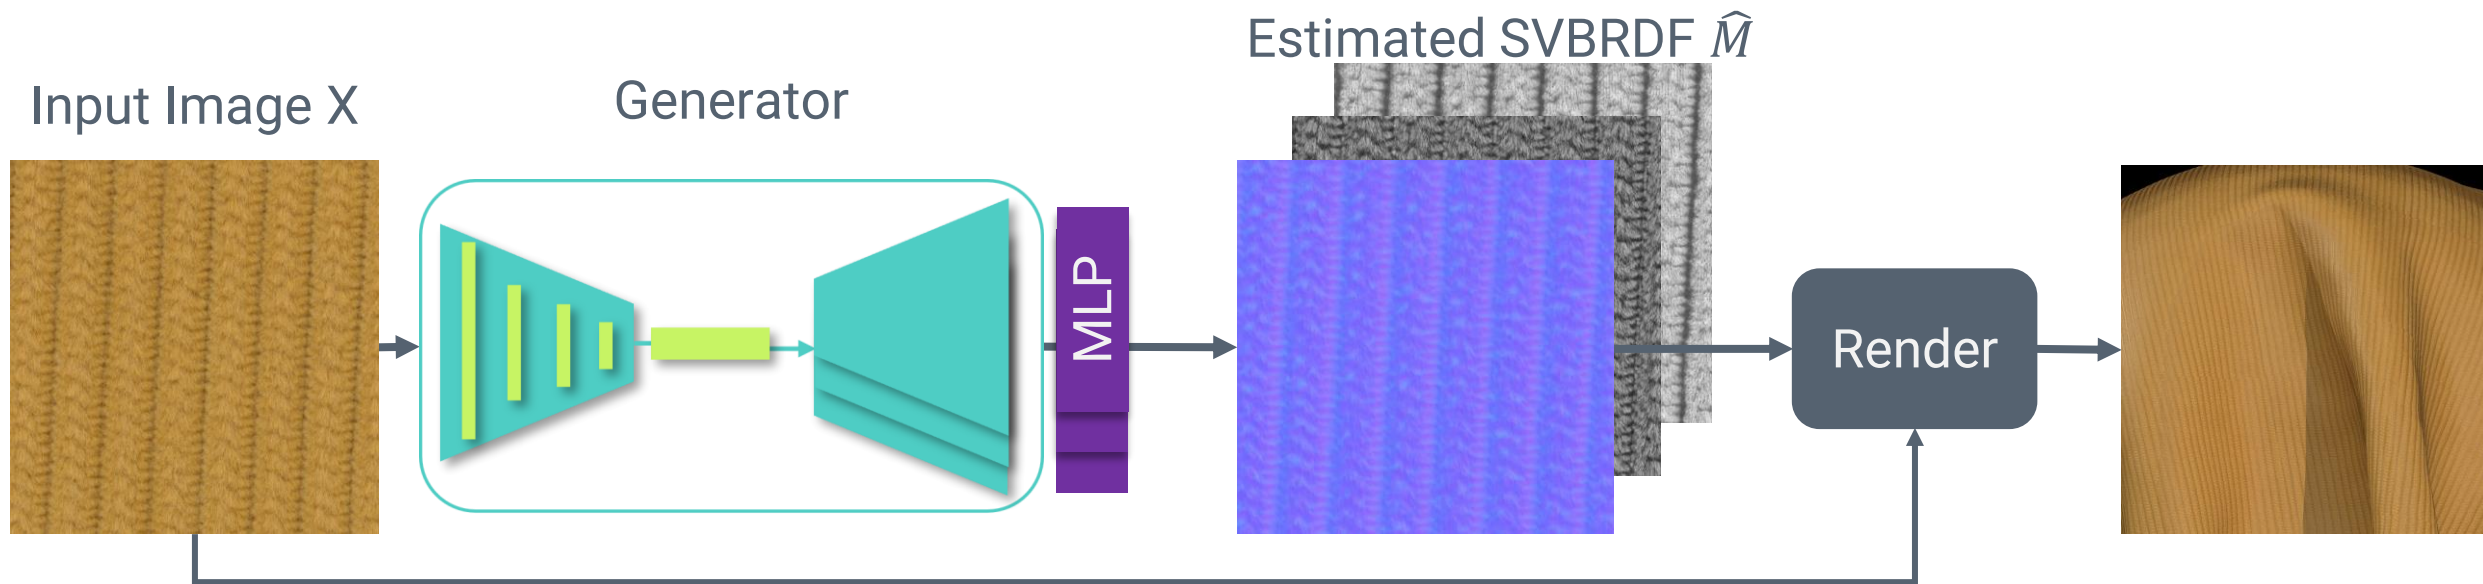 Input Image X
Generator
MLP
Estimated SVBRDF M̂
Render